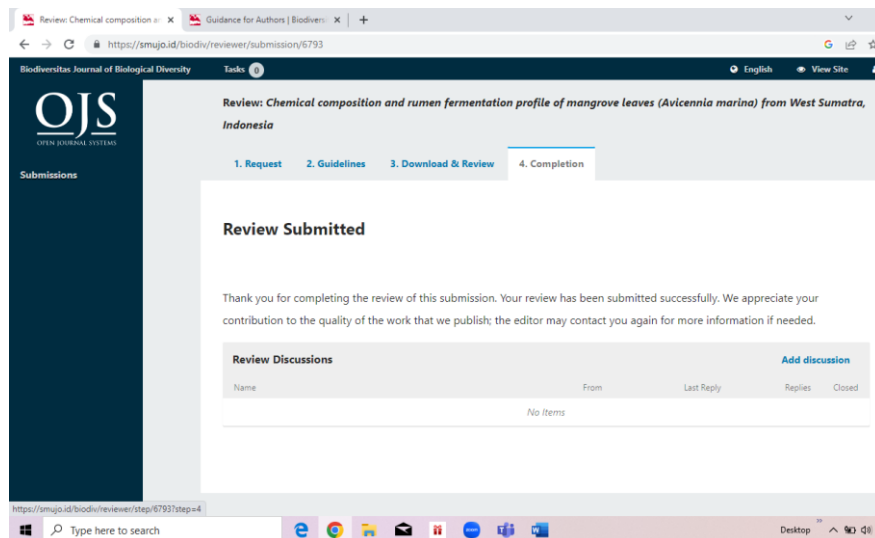 Review: Chemical composition a
Guidance for Authors | Biodivers
https://smujo.id/biodiv/reviewer/submission/6793
Biodiversitas Journal of Biological Diversity
Tasks 0
English
View Site
OJS
OPEN JOURNAL SYSTEMS
Submissions
Review: Chemical composition and rumen fermentation profile of mangrove leaves (Avicennia marina) from West Sumatra,
Indonesia
1. Request 2. Guidelines 3. Download & Review 4. Completion
Review Submitted
Thank you for completing the review of this submission. Your review has been submitted successfully. We appreciate your
contribution to the quality of the work that we publish; the editor may contact you again for more information if needed.
Review Discussions Add discussion
Name From Last Reply Replies Closed
No Items
https://smujo.id/biodiv/reviewer/step/6793?step=4
Type here to search
Desktop